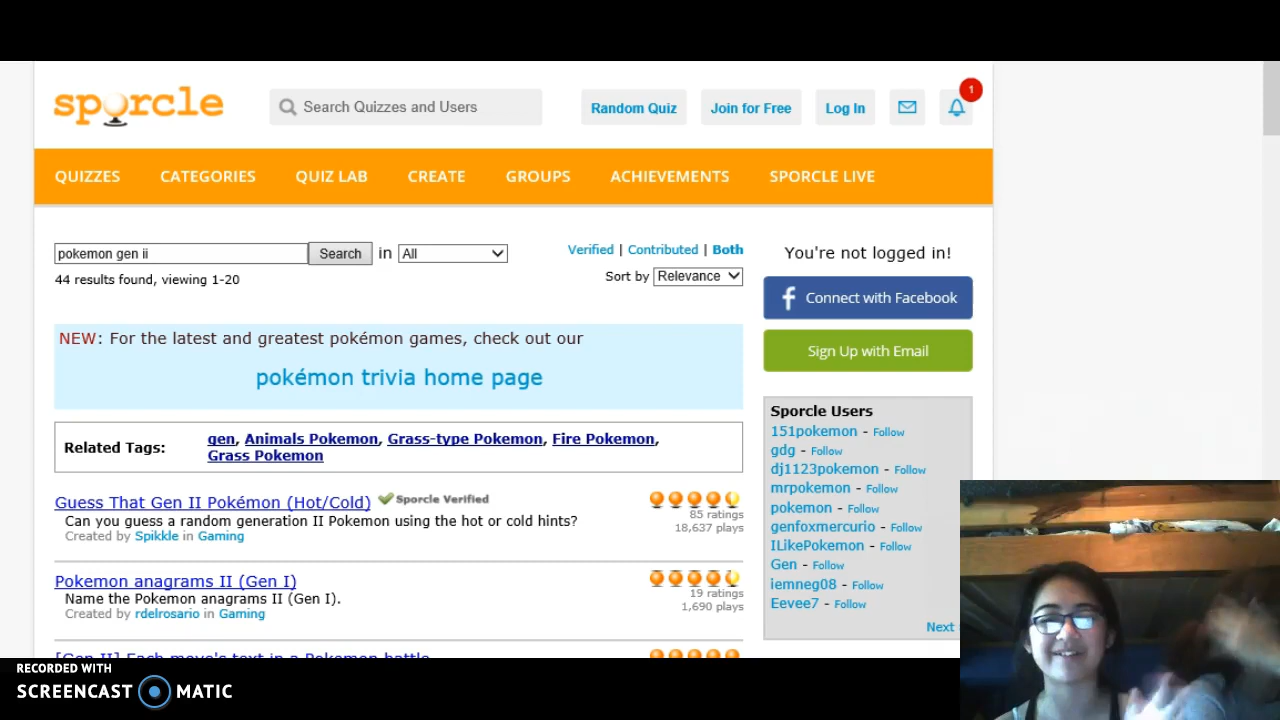 sporcle
Search Quizzes and Users
Random Quiz
Join for Free
Log In
1
QUIZZES
CATEGORIES
QUIZ LAB
CREATE
GROUPS
ACHIEVEMENTS
SPORCLE LIVE
pokemon gen ii
Search
in
All
Verified | Contributed | Both
44 results found, viewing 1-20
Sort by Relevance
NEW: For the latest and greatest pokémon games, check out our
pokémon trivia home page
Related Tags:
gen, Animals Pokemon, Grass-type Pokemon, Fire Pokemon,
Grass Pokemon
Guess That Gen II Pokémon (Hot/Cold) Sporcle Verified
Can you guess a random generation II Pokemon using the hot or cold hints?
Created by Spikkle in Gaming
85 ratings
18,637 plays
Pokemon anagrams II (Gen I)
Name the Pokemon anagrams II (Gen I).
Created by rdelrosario in Gaming
19 ratings
1,690 plays
[Gen II] Each move's text in a Pokemon battle
You're not logged in!
f Connect with Facebook
Sign Up with Email
Sporcle Users
151pokemon - Follow
gdg - Follow
dj1123pokemon - Follow
mrpokemon - Follow
pokemon - Follow
genfoxmercurio - Follow
ILikePokemon - Follow
Gen - Follow
iemneg08 - Follow
Eevee7 - Follow
Next
RECORDED WITH
SCREENCAST MATIC